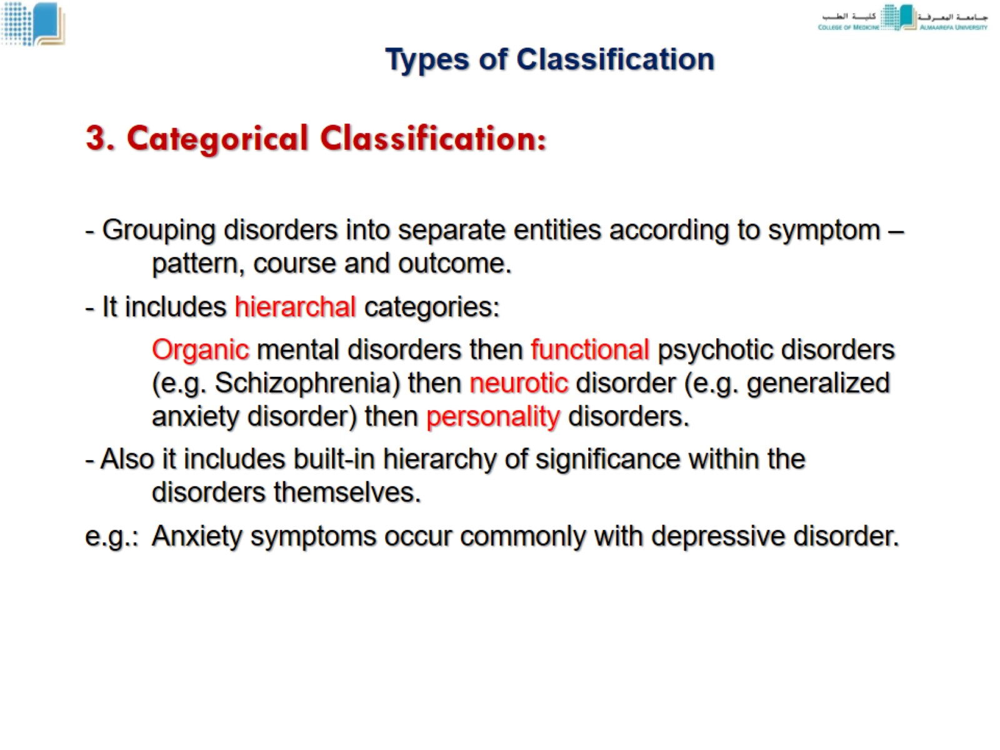 كلية الطب
جامعة المعرفة
COLLEGE OF MEDICINE
ALMAAREFA UNIVERSITY
Types of Classification
3. Categorical Classification:
- Grouping disorders into separate entities according to symptom –
pattern, course and outcome.
- It includes hierarchal categories:
Organic mental disorders then functional psychotic disorders
(e.g. Schizophrenia) then neurotic disorder (e.g. generalized
anxiety disorder) then personality disorders.
- Also it includes built-in hierarchy of significance within the
disorders themselves.
e.g.: Anxiety symptoms occur commonly with depressive disorder.